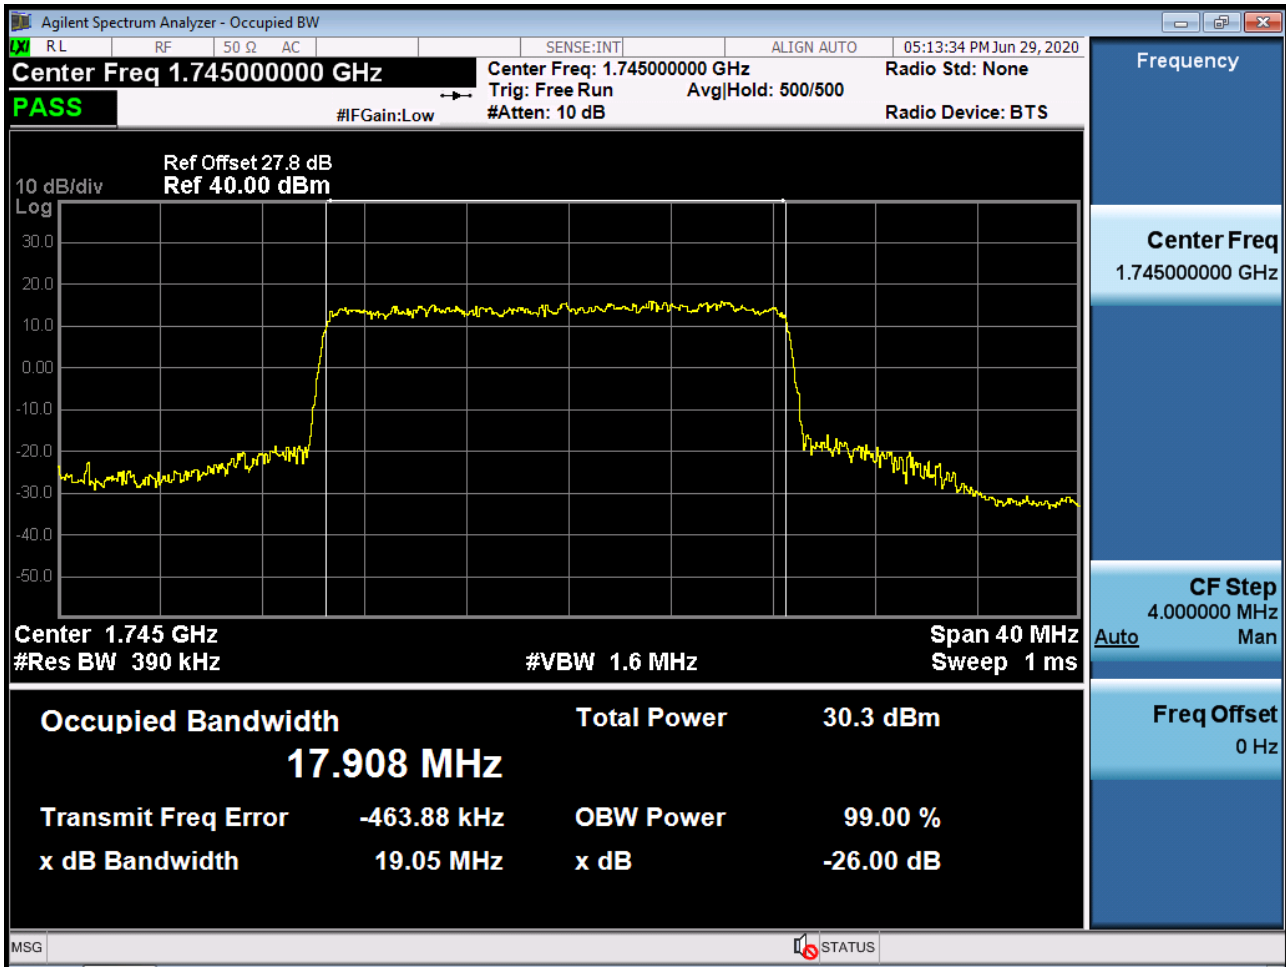 Agilent Spectrum Analyzer - Occupied BW
LXI RL RF 50 Ω AC SENSE:INT ALIGN AUTO 05:13:34 PM Jun 29, 2020
Center Freq 1.745000000 GHz
Center Freq: 1.745000000 GHz Radio Std: None
Trig: Free Run Avg|Hold: 500/500
PASS
#IFGain:Low #Atten: 10 dB Radio Device: BTS
Ref Offset 27.8 dB
10 dB/div Ref 40.00 dBm
Log
30.0
20.0
10.0
0.00
-10.0
-20.0
-30.0
-40.0
-50.0
Center 1.745 GHz Span 40 MHz
#Res BW 390 kHz #VBW 1.6 MHz Sweep 1 ms
Occupied Bandwidth Total Power 30.3 dBm
17.908 MHz
Transmit Freq Error -463.88 kHz OBW Power 99.00 %
x dB Bandwidth 19.05 MHz x dB -26.00 dB
MSG STATUS
Frequency
Center Freq
1.745000000 GHz
CF Step
4.000000 MHz
Auto Man
Freq Offset
0 Hz